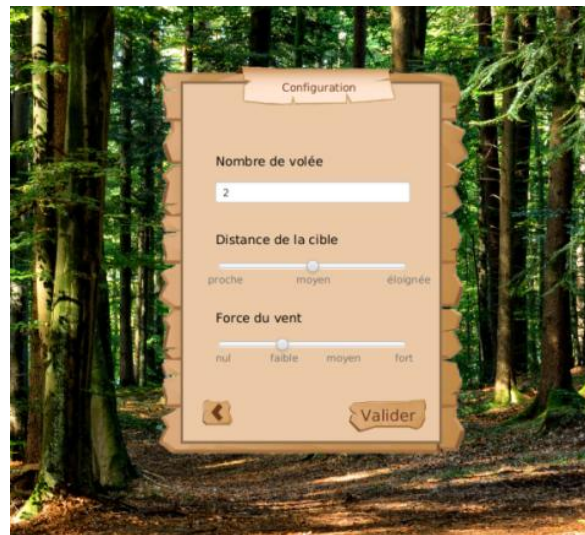 Configuration
Nombre de volée
2
Distance de la cible
proche moyen éloignée
Force du vent
nul faible moyen fort
Valider